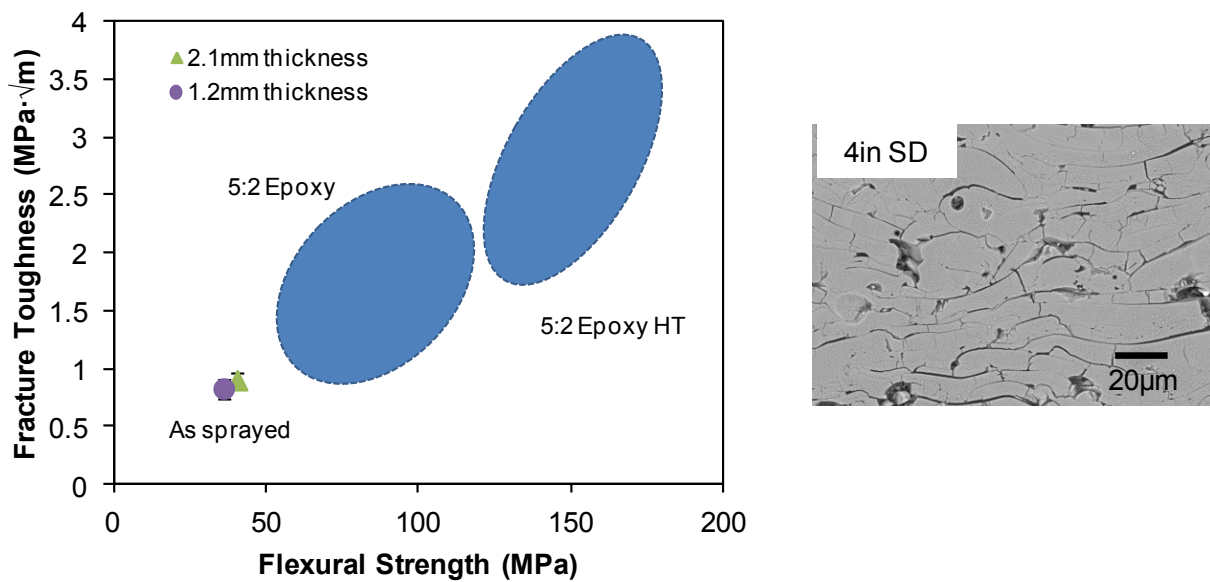 Fracture Toughness (MPa·√m)
4
3.5
3
2.5
2
1.5
1
0.5
0
2.1mm thickness
1.2mm thickness
5:2 Epoxy
5:2 Epoxy HT
As sprayed
0 50 100 150 200
Flexural Strength (MPa)
4in SD
20µm